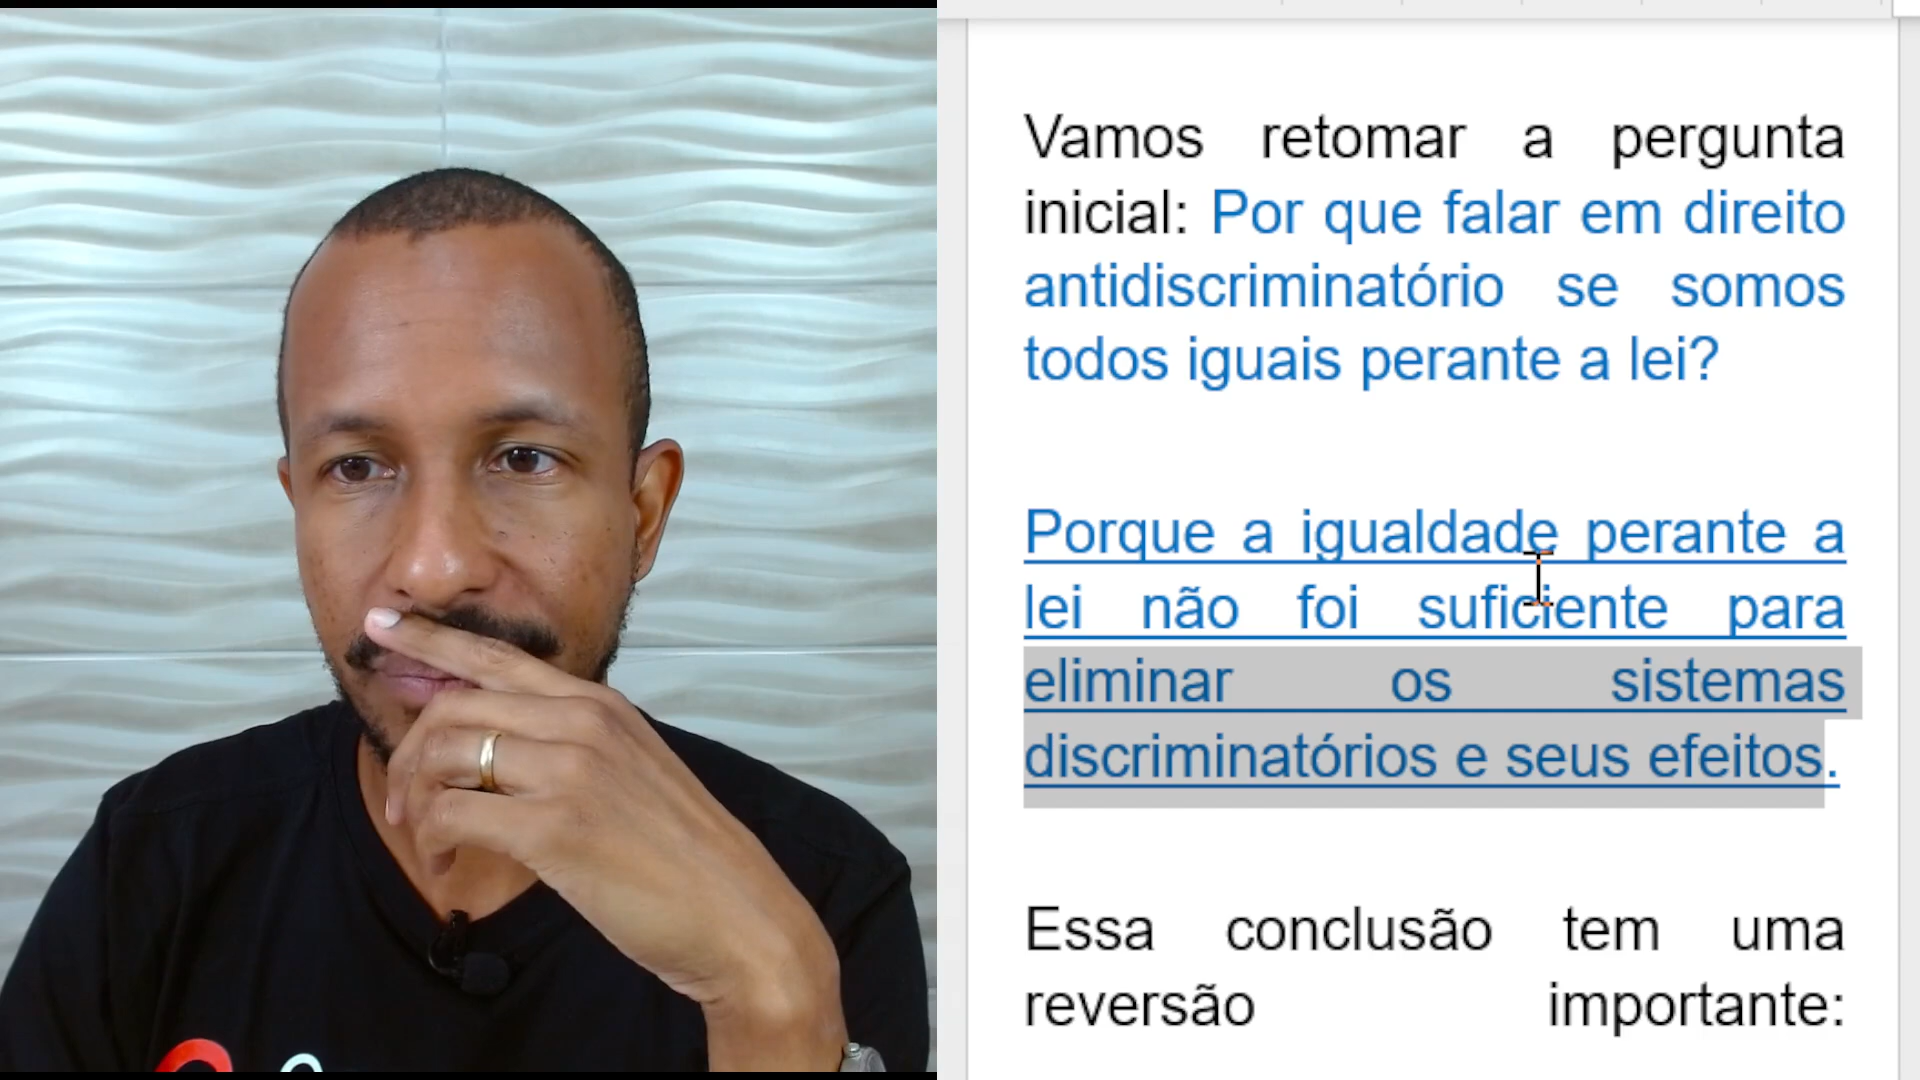 Vamos retomar a pergunta
inicial: Por que falar em direito
antidiscriminatório se somos
todos iguais perante a lei?
Porque a igualdade perante a
lei não foi suficiente para
eliminar os sistemas
discriminatórios e seus efeitos.
Essa conclusão tem uma
reversão importante: